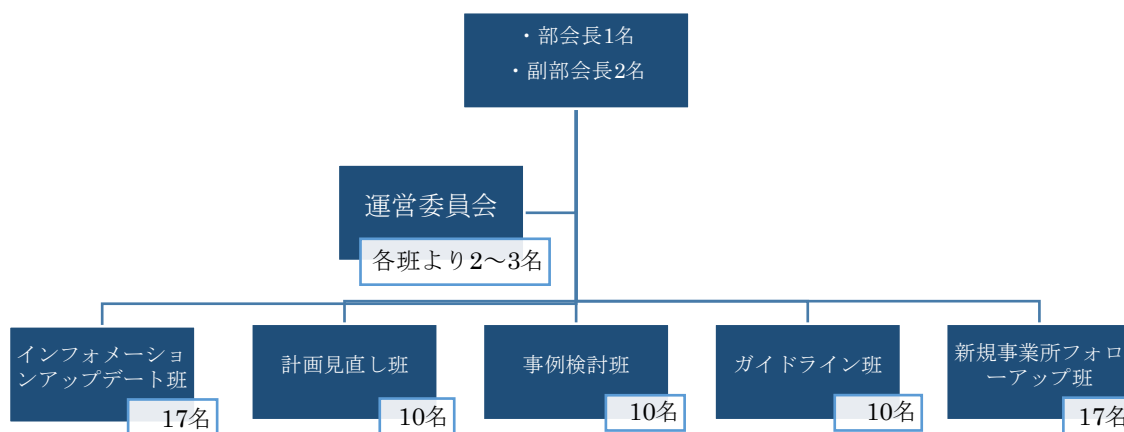 ・部会長1名
・副部会長2名
運営委員会
各班より2～3名
インフォメーショ
ンアップデート班
17名
計画見直し班
10名
事例検討班
10名
ガイドライン班
10名
新規事業所フォロ
ーアップ班
17名